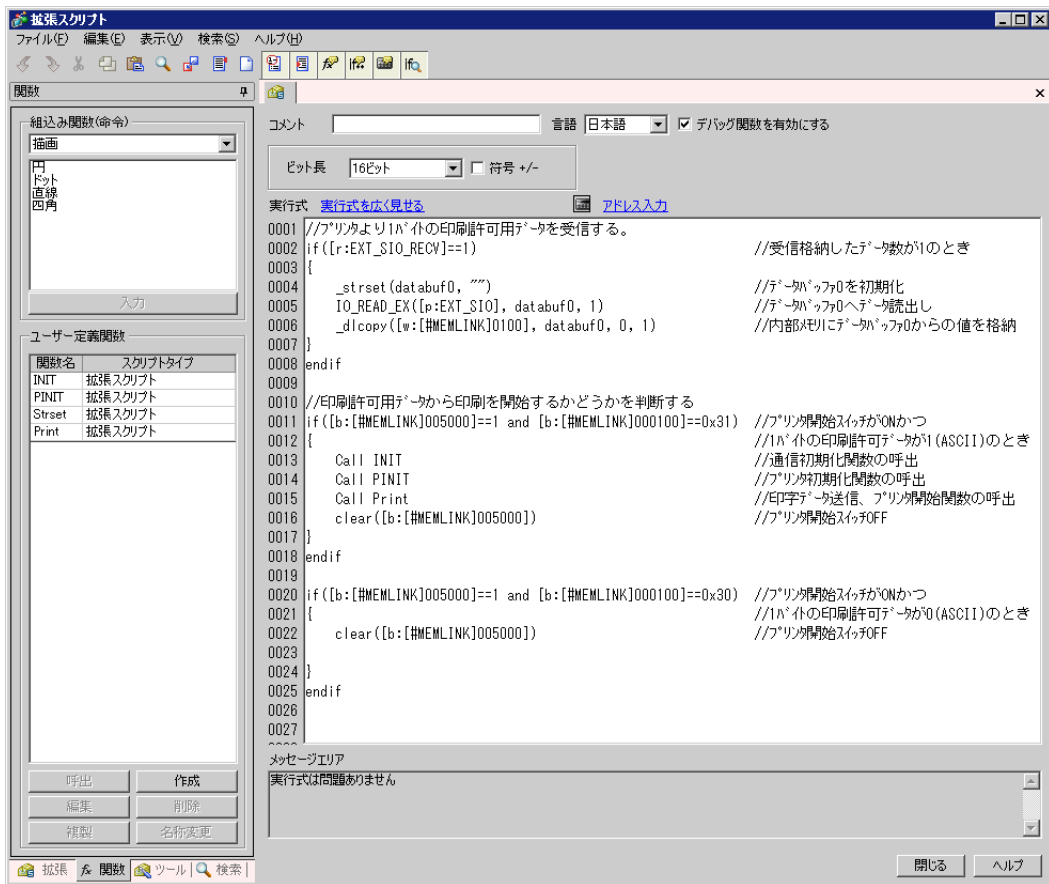 拡張スクリプト
ファイル(F) 編集(E) 表示(V) 検索(S) ヘルプ(H)
関数
組込み関数(命令)
描画
円
ドット
直線
四角
入力
ユーザー定義関数
関数名 スクリプトタイプ
INIT 拡張スクリプト
PINIT 拡張スクリプト
Strset 拡張スクリプト
Print 拡張スクリプト
呼出 作成
編集 削除
複製 名称変更
拡張 fx 関数 ツール 検索
コメント 言語 日本語 デバッグ関数を有効にする
ビット長 16ビット 符号 +/-
実行式 実行式を広く見せる アドレス入力
0001 //ﾌﾟﾘﾝﾀより1ﾊﾞｲﾄの印刷許可用ﾃﾞｰﾀを受信する。
0002 if([r:EXT_SIO_RECV]==1) //受信格納したﾃﾞｰﾀ数が1のとき
0003 {
0004 _strset(databuf0, "") //ﾃﾞｰﾀﾊﾞｯﾌｧ0を初期化
0005 IO_READ_EX([p:EXT_SIO], databuf0, 1) //ﾃﾞｰﾀﾊﾞｯﾌｧ0へﾃﾞｰﾀ読出し
0006 _dlcopy([w:[#MEMLINK]0100], databuf0, 0, 1) //内部ﾒﾓﾘにﾃﾞｰﾀﾊﾞｯﾌｧ0からの値を格納
0007 }
0008 endif
0009
0010 //印刷許可用ﾃﾞｰﾀから印刷を開始するかどうかを判断する
0011 if([b:[#MEMLINK]005000]==1 and [b:[#MEMLINK]000100]==0x31) //ﾌﾟﾘﾝﾀ開始ｽｲｯﾁがONかつ
0012 { //1ﾊﾞｲﾄの印刷許可ﾃﾞｰﾀが1(ASCII)のとき
0013 Call INIT //通信初期化関数の呼出
0014 Call PINIT //ﾌﾟﾘﾝﾀ初期化関数の呼出
0015 Call Print //印字ﾃﾞｰﾀ送信、ﾌﾟﾘﾝﾀ開始関数の呼出
0016 clear([b:[#MEMLINK]005000]) //ﾌﾟﾘﾝﾀ開始ｽｲｯﾁOFF
0017 }
0018 endif
0019
0020 if([b:[#MEMLINK]005000]==1 and [b:[#MEMLINK]000100]==0x30) //ﾌﾟﾘﾝﾀ開始ｽｲｯﾁがONかつ
0021 { //1ﾊﾞｲﾄの印刷許可ﾃﾞｰﾀが0(ASCII)のとき
0022 clear([b:[#MEMLINK]005000]) //ﾌﾟﾘﾝﾀ開始ｽｲｯﾁOFF
0023
0024 }
0025 endif
0026
0027
メッセージエリア
実行式は問題ありません
閉じる ヘルプ